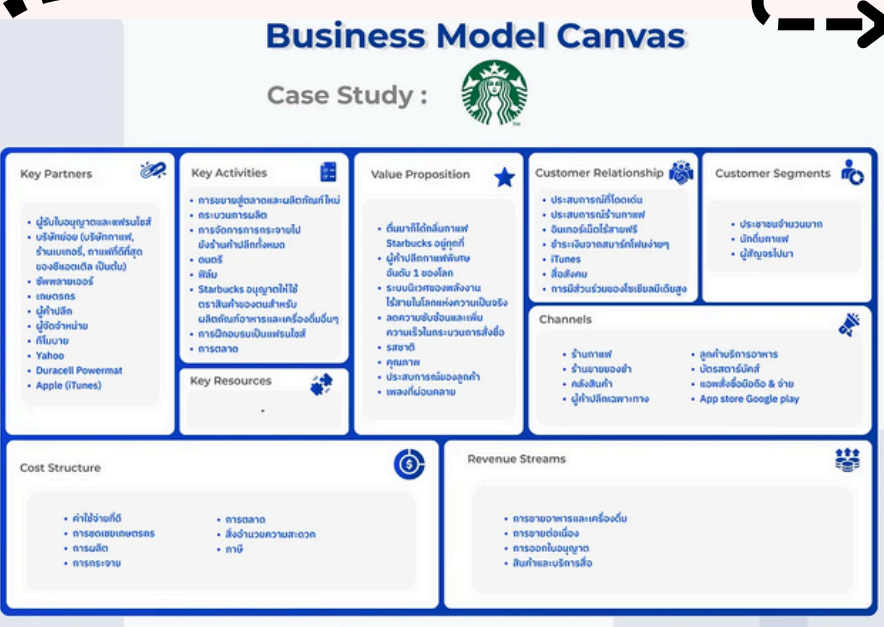 Business Model Canvas
Case Study :
Key Partners
• ผู้รับใบอนุญาตและแฟรนไชส์
• บริษัทย่อย (บริษัทกาแฟ,
ร้านเบเกอรี่, กาแฟที่ดีที่สุด
ของซีแอตเติล เป็นต้น)
• ซัพพลายเออร์
• เกษตรกร
• ผู้ค้าปลีก
• ผู้จัดจำหน่าย
• กีโมบาย
• Yahoo
• Duracell Powermat
• Apple (iTunes)
Key Activities
• การขยายสู่ตลาดและผลิตภัณฑ์ใหม่
• กระบวนการผลิต
• การจัดการการกระจายไป
ยังร้านค้าปลีกทั้งหมด
• ดนตรี
• ฟิล์ม
• Starbucks อนุญาตให้ใช้
ตราสินค้าของตนสำหรับ
ผลิตภัณฑ์อาหารและเครื่องดื่มอื่นๆ
• การฝึกอบรมเป็นแฟรนไชส์
• การตลาด
Key Resources
-
Value Proposition
• ตื่นมาก็ได้กลิ่นกาแฟ
Starbucks อยู่ทุกที่
• ผู้ค้าปลีกกาแฟพิเศษ
อันดับ 1 ของโลก
• ระบบนิเวศของพลังงาน
ไร้สายในโลกแห่งความเป็นจริง
• ลดความซับซ้อนและเพิ่ม
ความเร็วในกระบวนการสั่งซื้อ
• รสชาติ
• คุณภาพ
• ประสบการณ์ของลูกค้า
• เพลงที่ผ่อนคลาย
Customer Relationship
• ประสบการณ์ที่โดดเด่น
• ประสบการณ์ร้านกาแฟ
• อินเทอร์เน็ตไร้สายฟรี
• ชำระเงินจากสมาร์ทโฟนง่ายๆ
• iTunes
• สื่อสังคม
• การมีส่วนร่วมของโซเชียลมีเดียสูง
Customer Segments
• ประชาชนจำนวนมาก
• นักดื่มกาแฟ
• ผู้สัญจรไปมา
Channels
• ร้านกาแฟ
• ร้านขายของชำ
• คลังสินค้า
• ผู้ค้าปลีกเฉพาะทาง
• ลูกค้าบริการอาหาร
• บัตรสตาร์บัคส์
• แอพสั่งซื้อมือถือ & จ่าย
• App store Google play
Cost Structure
• ค่าใช้จ่ายที่ดี
• การชดเชยเกษตรกร
• การผลิต
• การกระจาย
• การตลาด
• สิ่งอำนวยความสะดวก
• ภาษี
Revenue Streams
• การขายอาหารและเครื่องดื่ม
• การขายต่อเนื่อง
• การออกใบอนุญาต
• สินค้าและบริการสื่อ